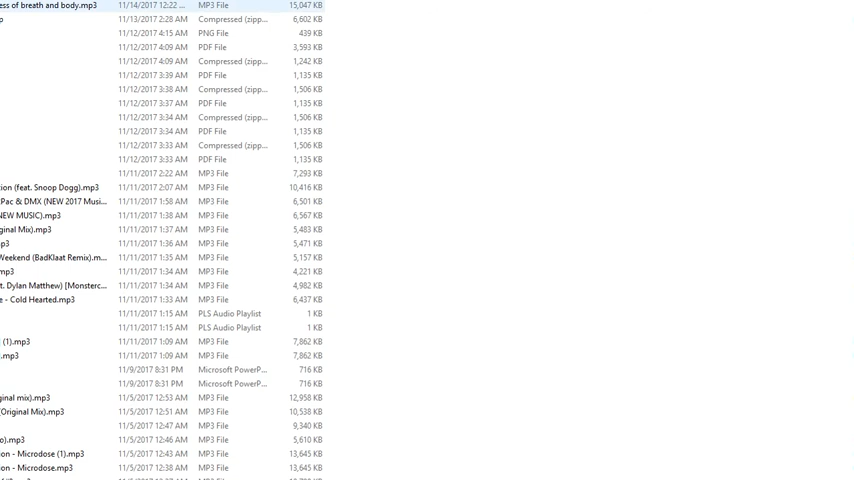 ess of breath and body.mp3 11/14/2017 12:22 ... MP3 File 15,047 KB
p 11/13/2017 2:28 AM Compressed (zipp... 6,602 KB
11/12/2017 4:15 AM PNG File 439 KB
11/12/2017 4:09 AM PDF File 3,593 KB
11/12/2017 4:09 AM Compressed (zipp... 1,242 KB
11/12/2017 3:39 AM PDF File 1,135 KB
11/12/2017 3:38 AM Compressed (zipp... 1,506 KB
11/12/2017 3:37 AM PDF File 1,135 KB
11/12/2017 3:34 AM Compressed (zipp... 1,506 KB
11/12/2017 3:34 AM PDF File 1,135 KB
11/12/2017 3:33 AM Compressed (zipp... 1,506 KB
11/12/2017 3:33 AM PDF File 1,135 KB
11/11/2017 2:22 AM MP3 File 7,293 KB
tion (feat. Snoop Dogg).mp3 11/11/2017 2:07 AM MP3 File 10,416 KB
Pac & DMX (NEW 2017 Musi... 11/11/2017 1:58 AM MP3 File 6,501 KB
NEW MUSIC).mp3 11/11/2017 1:38 AM MP3 File 6,567 KB
ginal Mix).mp3 11/11/2017 1:37 AM MP3 File 5,483 KB
p3 11/11/2017 1:36 AM MP3 File 5,471 KB
Weekend (BadKlaat Remix).m... 11/11/2017 1:35 AM MP3 File 5,157 KB
mp3 11/11/2017 1:34 AM MP3 File 4,221 KB
t. Dylan Matthew) [Monsterc... 11/11/2017 1:34 AM MP3 File 4,982 KB
e - Cold Hearted.mp3 11/11/2017 1:33 AM MP3 File 6,437 KB
11/11/2017 1:15 AM PLS Audio Playlist 1 KB
11/11/2017 1:15 AM PLS Audio Playlist 1 KB
(1).mp3 11/11/2017 1:09 AM MP3 File 7,862 KB
.mp3 11/11/2017 1:09 AM MP3 File 7,862 KB
11/9/2017 8:31 PM Microsoft PowerP... 716 KB
11/9/2017 8:31 PM Microsoft PowerP... 716 KB
ginal mix).mp3 11/5/2017 12:53 AM MP3 File 12,958 KB
(Original Mix).mp3 11/5/2017 12:51 AM MP3 File 10,538 KB
11/5/2017 12:47 AM MP3 File 9,340 KB
o).mp3 11/5/2017 12:46 AM MP3 File 5,610 KB
on - Microdose (1).mp3 11/5/2017 12:43 AM MP3 File 13,645 KB
on - Microdose.mp3 11/5/2017 12:38 AM MP3 File 13,645 KB